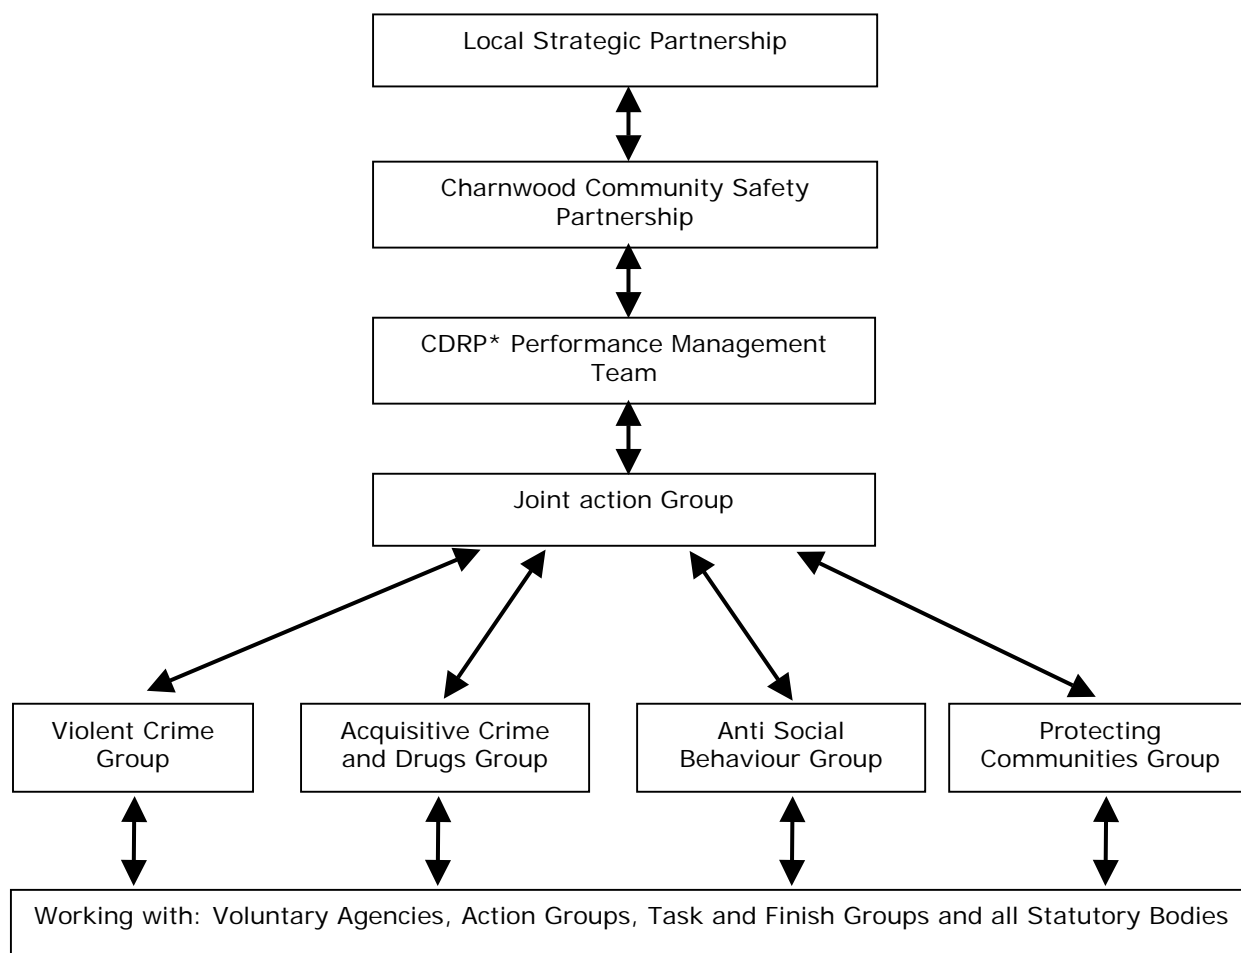 Local Strategic Partnership
Charnwood Community Safety
Partnership
CDRP* Performance Management
Team
Joint action Group
Violent Crime
Group
Acquisitive Crime
and Drugs Group
Anti Social
Behaviour Group
Protecting
Communities Group
Working with: Voluntary Agencies, Action Groups, Task and Finish Groups and all Statutory Bodies